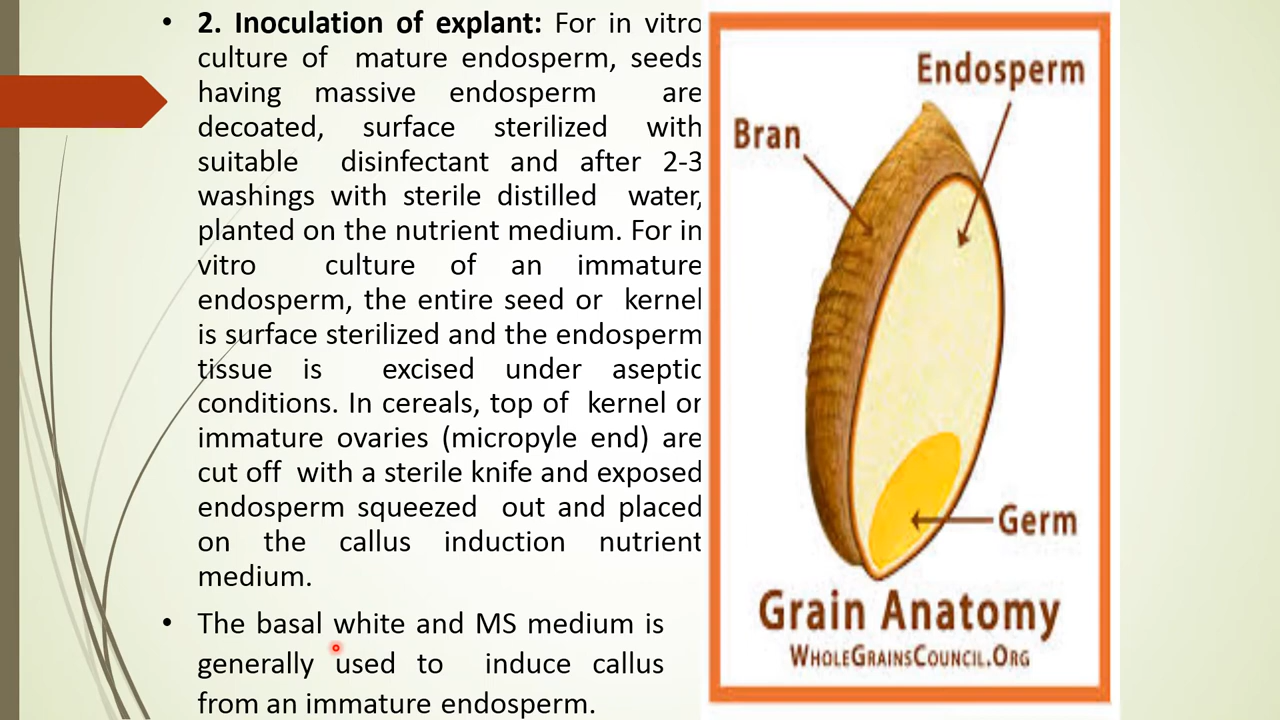 • 2. Inoculation of explant: For in vitro
culture of mature endosperm, seeds
having massive endosperm are
decoated, surface sterilized with
suitable disinfectant and after 2-3
washings with sterile distilled water,
planted on the nutrient medium. For in
vitro culture of an immature
endosperm, the entire seed or kernel
is surface sterilized and the endosperm
tissue is excised under aseptic
conditions. In cereals, top of kernel or
immature ovaries (micropyle end) are
cut off with a sterile knife and exposed
endosperm squeezed out and placed
on the callus induction nutrient
medium.
• The basal white and MS medium is
generally used to induce callus
from an immature endosperm.
Endosperm
Bran
Germ
Grain Anatomy
WholeGrainsCouncil.Org